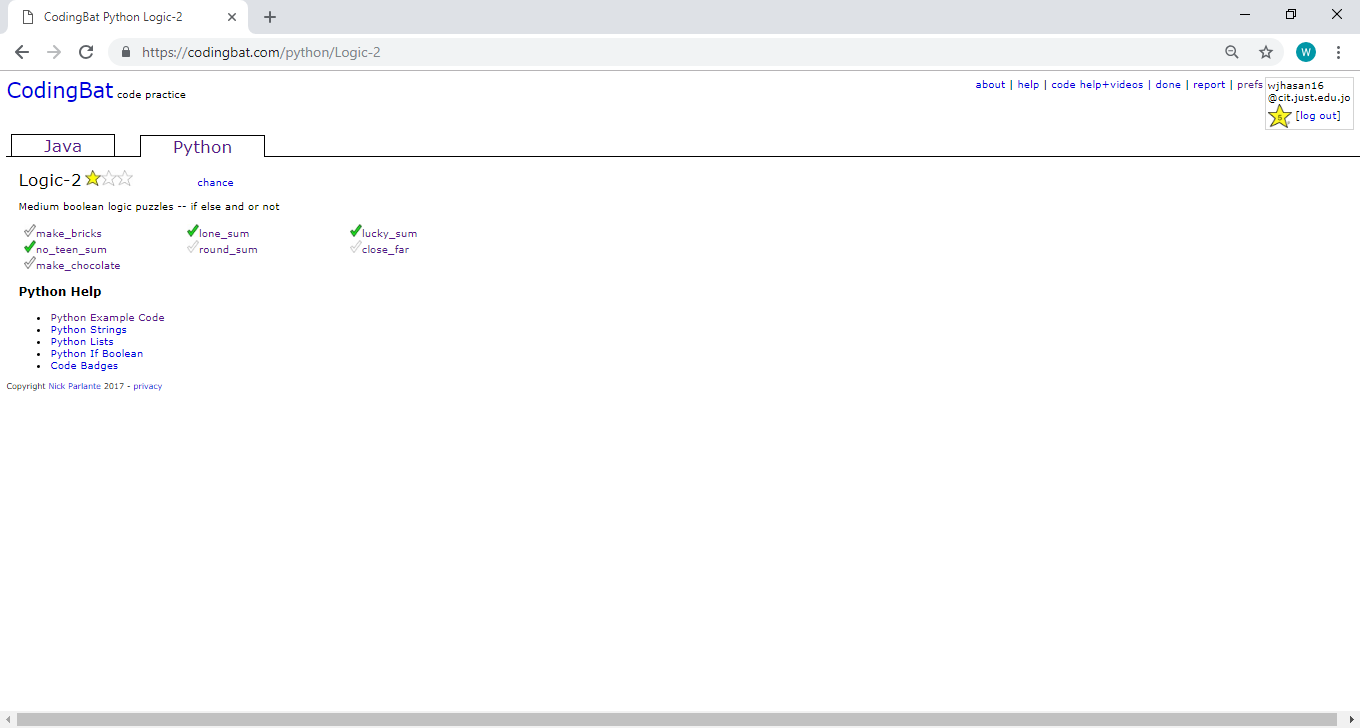 CodingBat Python Logic-2
https://codingbat.com/python/Logic-2
W
CodingBat code practice
about | help | code help+videos | done | report | prefs
wjhasan16
@cit.just.edu.jo
[log out]
Java
Python
Logic-2
chance
Medium boolean logic puzzles -- if else and or not
make_bricks lone_sum lucky_sum
no_teen_sum round_sum close_far
make_chocolate
Python Help
Python Example Code
Python Strings
Python Lists
Python If Boolean
Code Badges
Copyright Nick Parlante 2017 - privacy